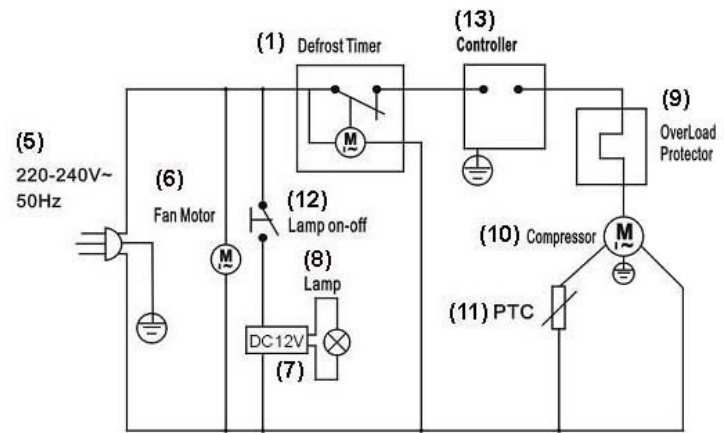 (1) Defrost Timer
(13)
Controller
(5)
220-240V~
50Hz
(6)
Fan Motor
M
~
M
~
(12)
Lamp on-off
(8)
Lamp
DC12V
(7)
(9)
OverLoad
Protector
(10) Compressor
M
~
(11) PTC